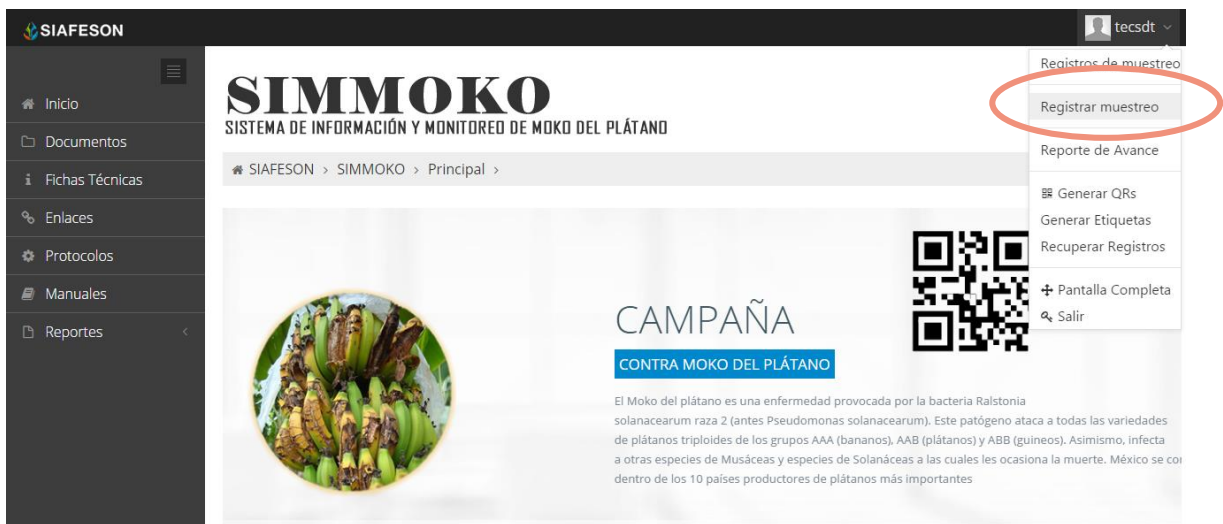 SIAFESON
tecsdt
Inicio
Documentos
Fichas Técnicas
Enlaces
Protocolos
Manuales
Reportes
SIMMOKO
SISTEMA DE INFORMACIÓN Y MONITOREO DE MOKO DEL PLÁTANO
SIAFESON > SIMMOKO > Principal >
Registros de muestreo
Registrar muestreo
Reporte de Avance
Generar QRs
Generar Etiquetas
Recuperar Registros
Pantalla Completa
Salir
CAMPAÑA
CONTRA MOKO DEL PLÁTANO
El Moko del plátano es una enfermedad provocada por la bacteria Ralstonia
solanacearum raza 2 (antes Pseudomonas solanacearum). Este patógeno ataca a todas las variedades
de plátanos triploides de los grupos AAA (bananos), AAB (plátanos) y ABB (guineos). Asimismo, infecta
a otras especies de Musáceas y especies de Solanáceas a las cuales les ocasiona la muerte. México se
dentro de los 10 países productores de plátanos más importantes